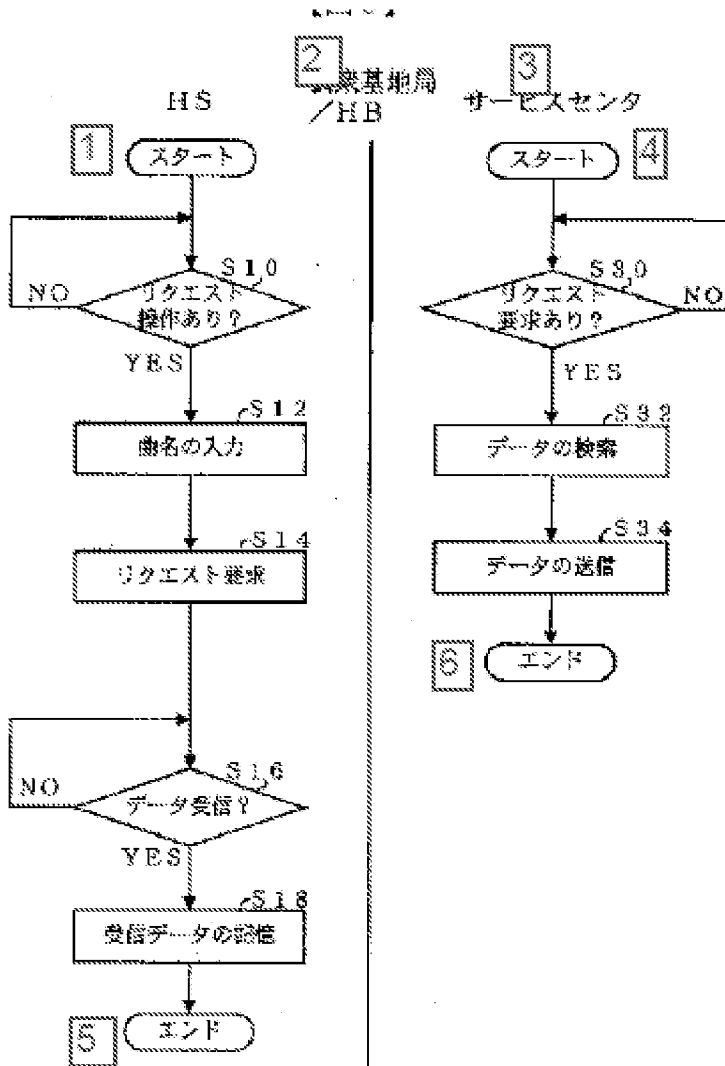 2
3
HS
衆基地局
／HB
サービスセンタ
1
スタート
スタート
4
S10
リクエスト
操作あり？
NO
YES
S30
リクエスト
要求あり？
NO
YES
S12
曲名の入力
S32
データの検索
S14
リクエスト要求
S34
データの送信
6
エンド
S16
データ受信？
NO
YES
S18
受信データの記憶
5
エンド